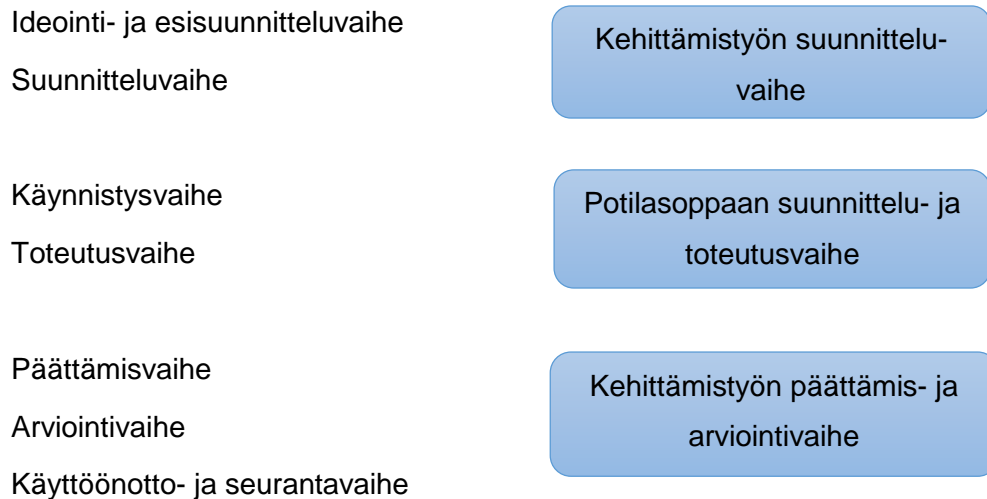 Ideointi- ja esisuunnitteluvaihe
Suunnitteluvaihe
Kehittämistyön suunnittelu-
vaihe
Käynnistysvaihe
Toteutusvaihe
Potilasoppaan suunnittelu- ja
toteutusvaihe
Päättämisvaihe
Arviointivaihe
Käyttöönotto- ja seurantavaihe
Kehittämistyön päättämis- ja
arviointivaihe